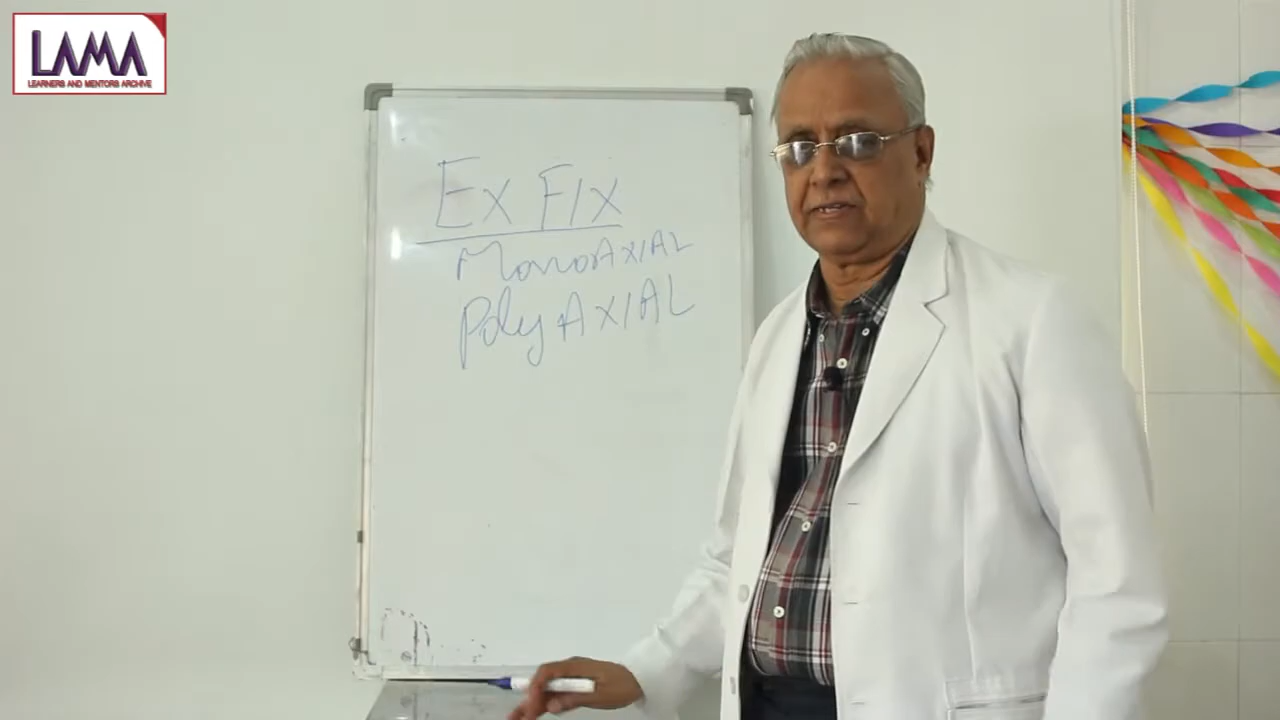 LAMA
LEARNERS AND MENTORS ARCHIVE
Ex FIX
MonoAXIAL
PolyAXIAL